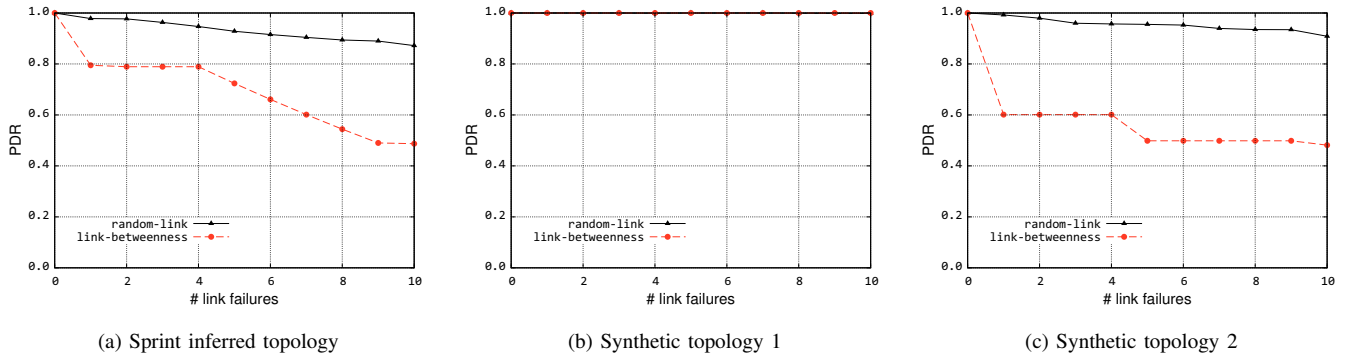 1.0
0.8
0.6
0.4
0.2
0.0
PDR
random-link
link-betweenness
0 2 4 6 8 10
# link failures
(a) Sprint inferred topology
1.0
0.8
0.6
0.4
0.2
0.0
PDR
random-link
link-betweenness
0 2 4 6 8 10
# link failures
(b) Synthetic topology 1
1.0
0.8
0.6
0.4
0.2
0.0
PDR
random-link
link-betweenness
0 2 4 6 8 10
# link failures
(c) Synthetic topology 2